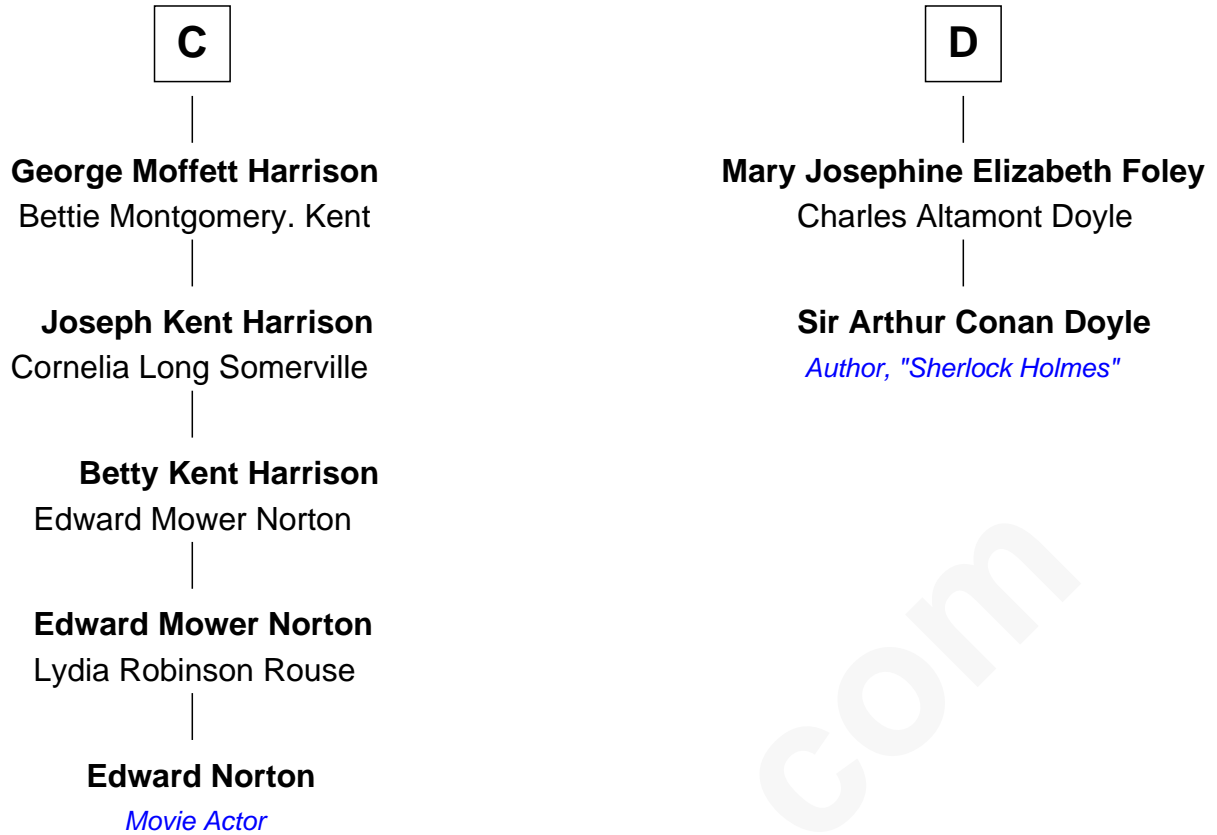 C
George Moffett Harrison
Bettie Montgomery. Kent
Joseph Kent Harrison
Cornelia Long Somerville
Betty Kent Harrison
Edward Mower Norton
Edward Mower Norton
Lydia Robinson Rouse
Edward Norton
Movie Actor
D
Mary Josephine Elizabeth Foley
Charles Altamont Doyle
Sir Arthur Conan Doyle
Author, "Sherlock Holmes"
com